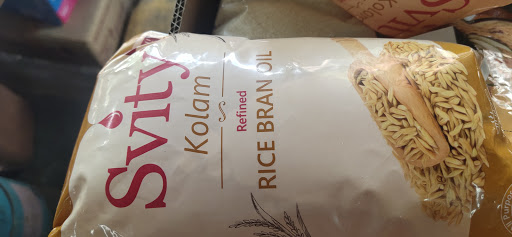 Svity
Kolam
Refined
RICE BRAN OIL